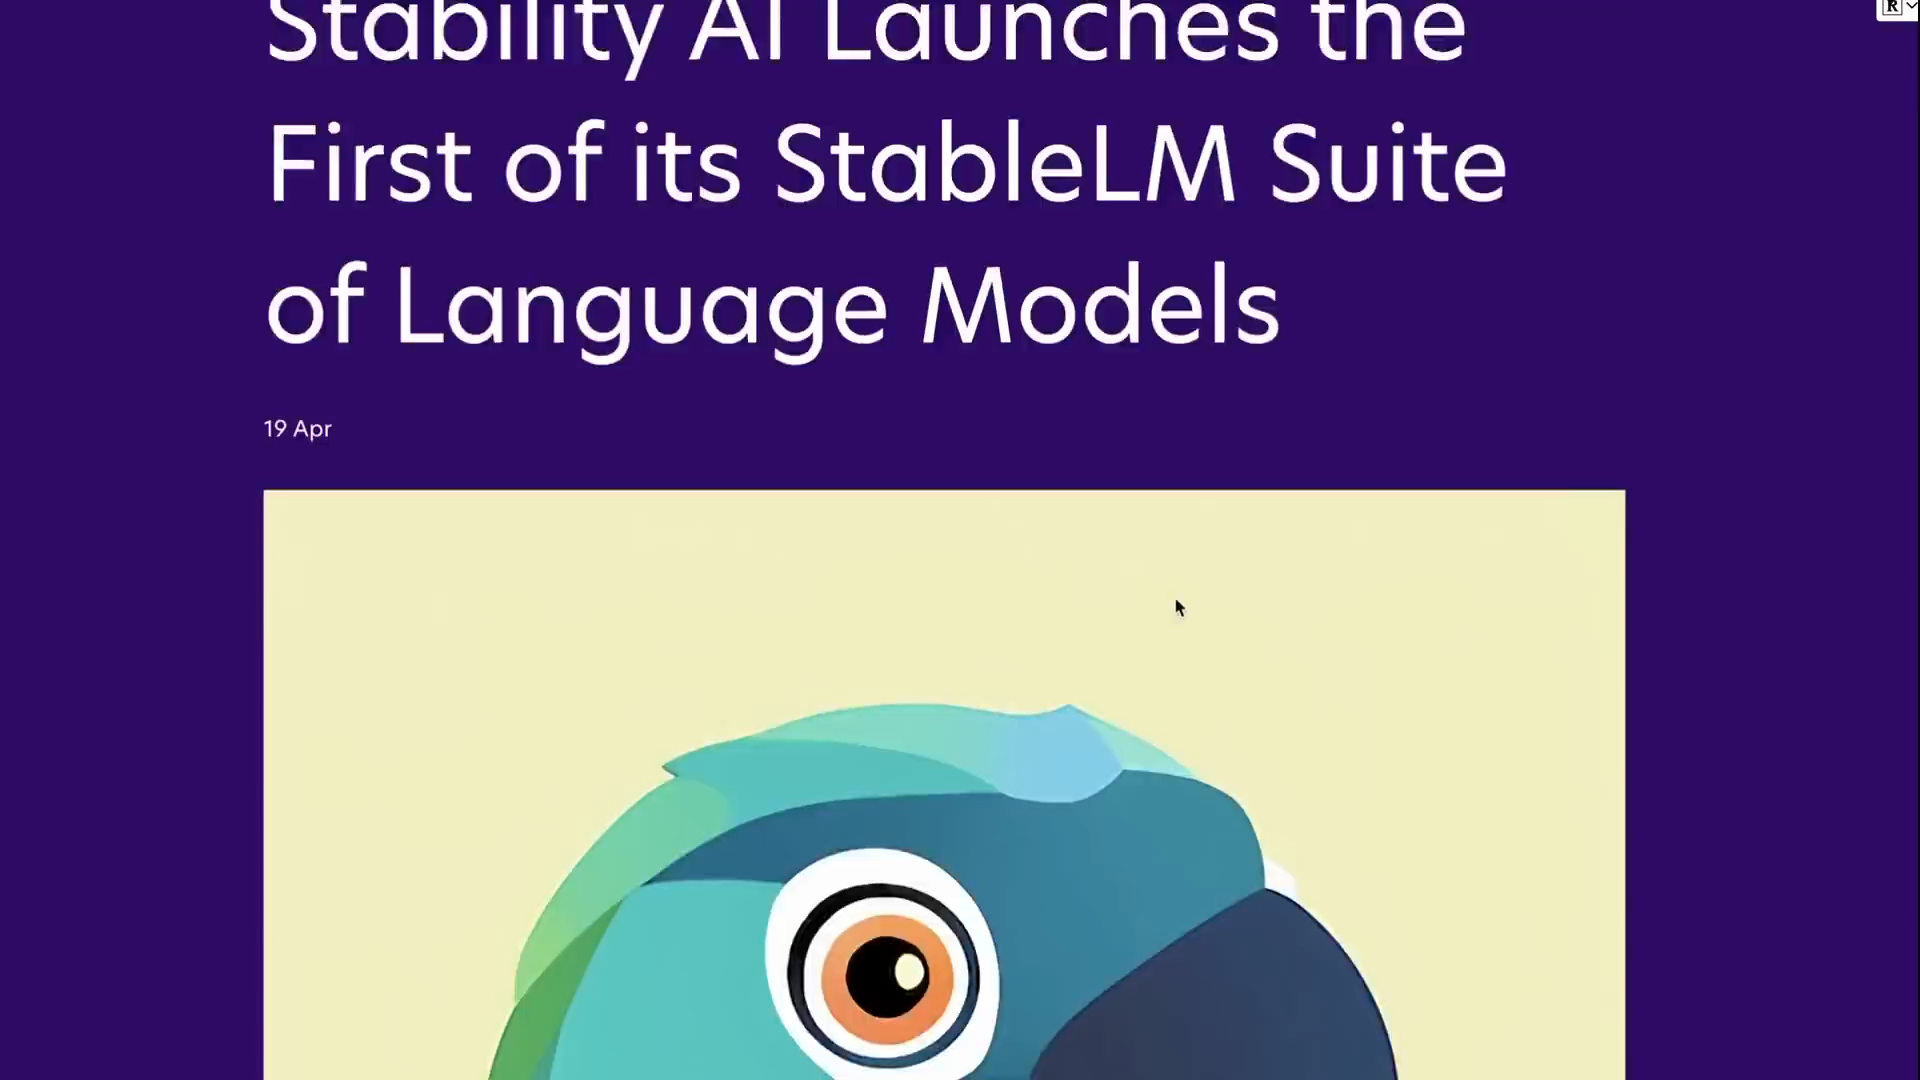 Stability AI Launches the
First of its StableLM Suite
of Language Models
19 Apr
R